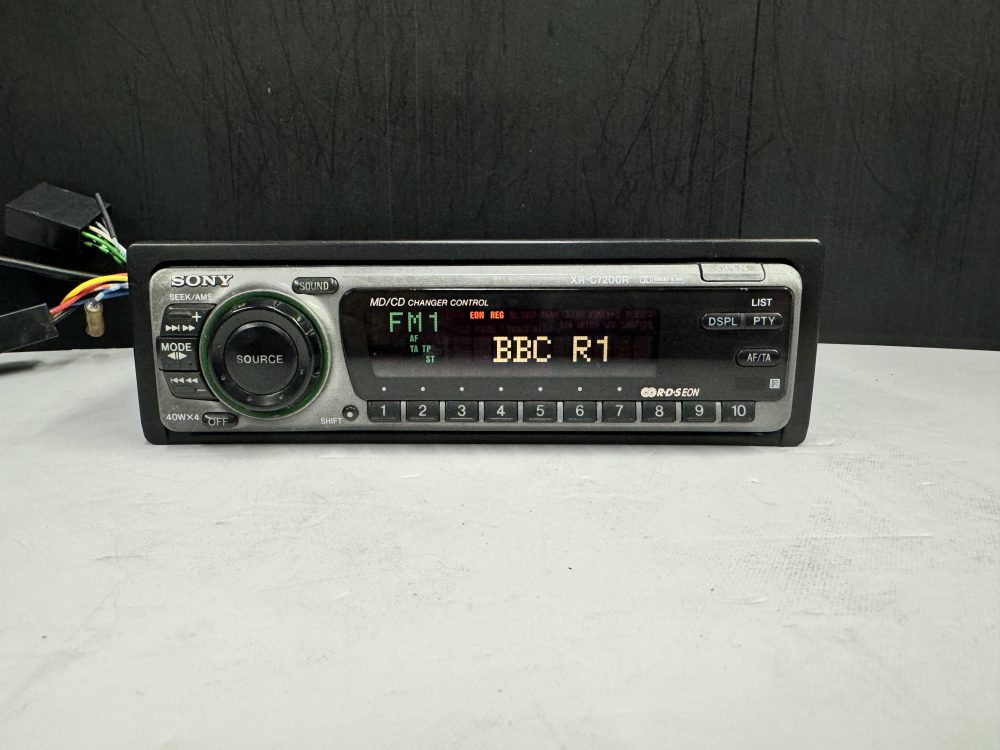 SONY
SOUND
XR-C7200R
OPEN
SEEK/AMS
+
MODE
−
SOURCE
40W×4
OFF
SHIFT
MD/CD CHANGER CONTROL
EON REG
FM1
AF
TA TP
ST
BBC R1
LIST
DSPL PTY
AF/TA
R·D·S EON
1 2 3 4 5 6 7 8 9 10